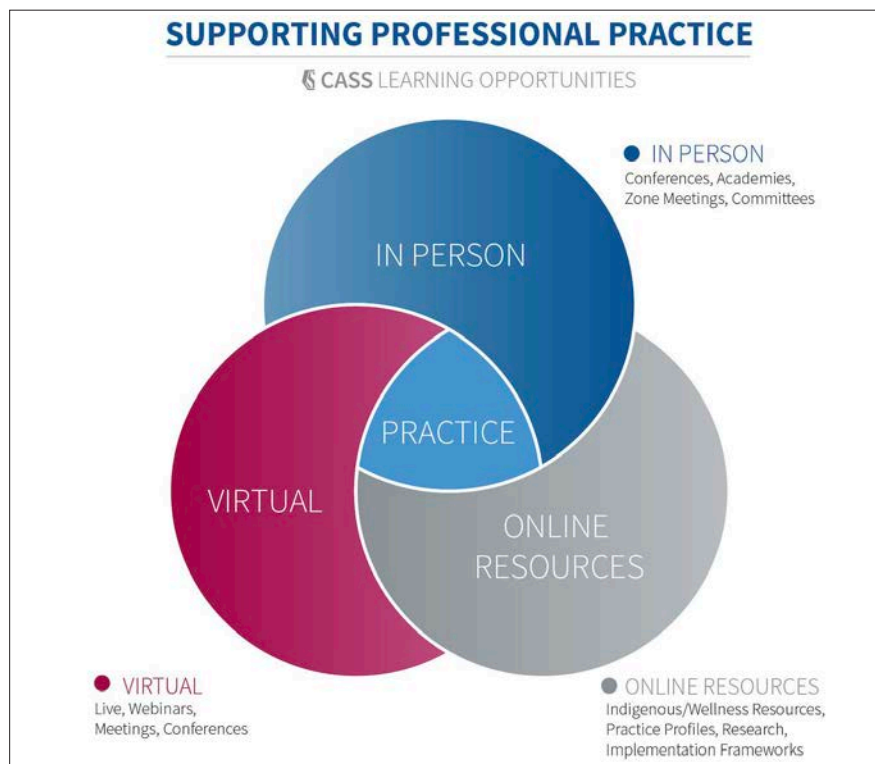 SUPPORTING PROFESSIONAL PRACTICE
CASS LEARNING OPPORTUNITIES
IN PERSON
Conferences, Academies,
Zone Meetings, Committees
IN PERSON
PRACTICE
VIRTUAL
ONLINE
RESOURCES
VIRTUAL
Live, Webinars,
Meetings, Conferences
ONLINE RESOURCES
Indigenous/Wellness Resources,
Practice Profiles, Research,
Implementation Frameworks